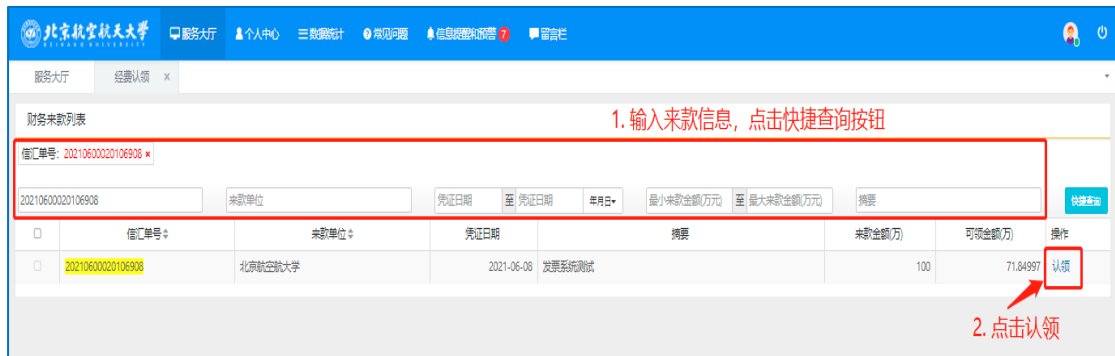 北京航空航天大学 服务大厅 个人中心 数据统计 常见问题 信息提醒和预警 7 留言栏
服务大厅 经费认领 ×
财务来款列表
1. 输入来款信息，点击快捷查询按钮
信汇单号: 20210600020106908 ×
20210600020106908 来款单位 凭证日期 至 凭证日期 年月日 最小来款金额(万元) 至 最大来款金额(万元) 摘要 快捷查询
信汇单号 来款单位 凭证日期 摘要 来款金额(万) 可领金额(万) 操作
20210600020106908 北京航空航大学 2021-06-08 发票系统测试 100 71.84997 认领
2. 点击认领